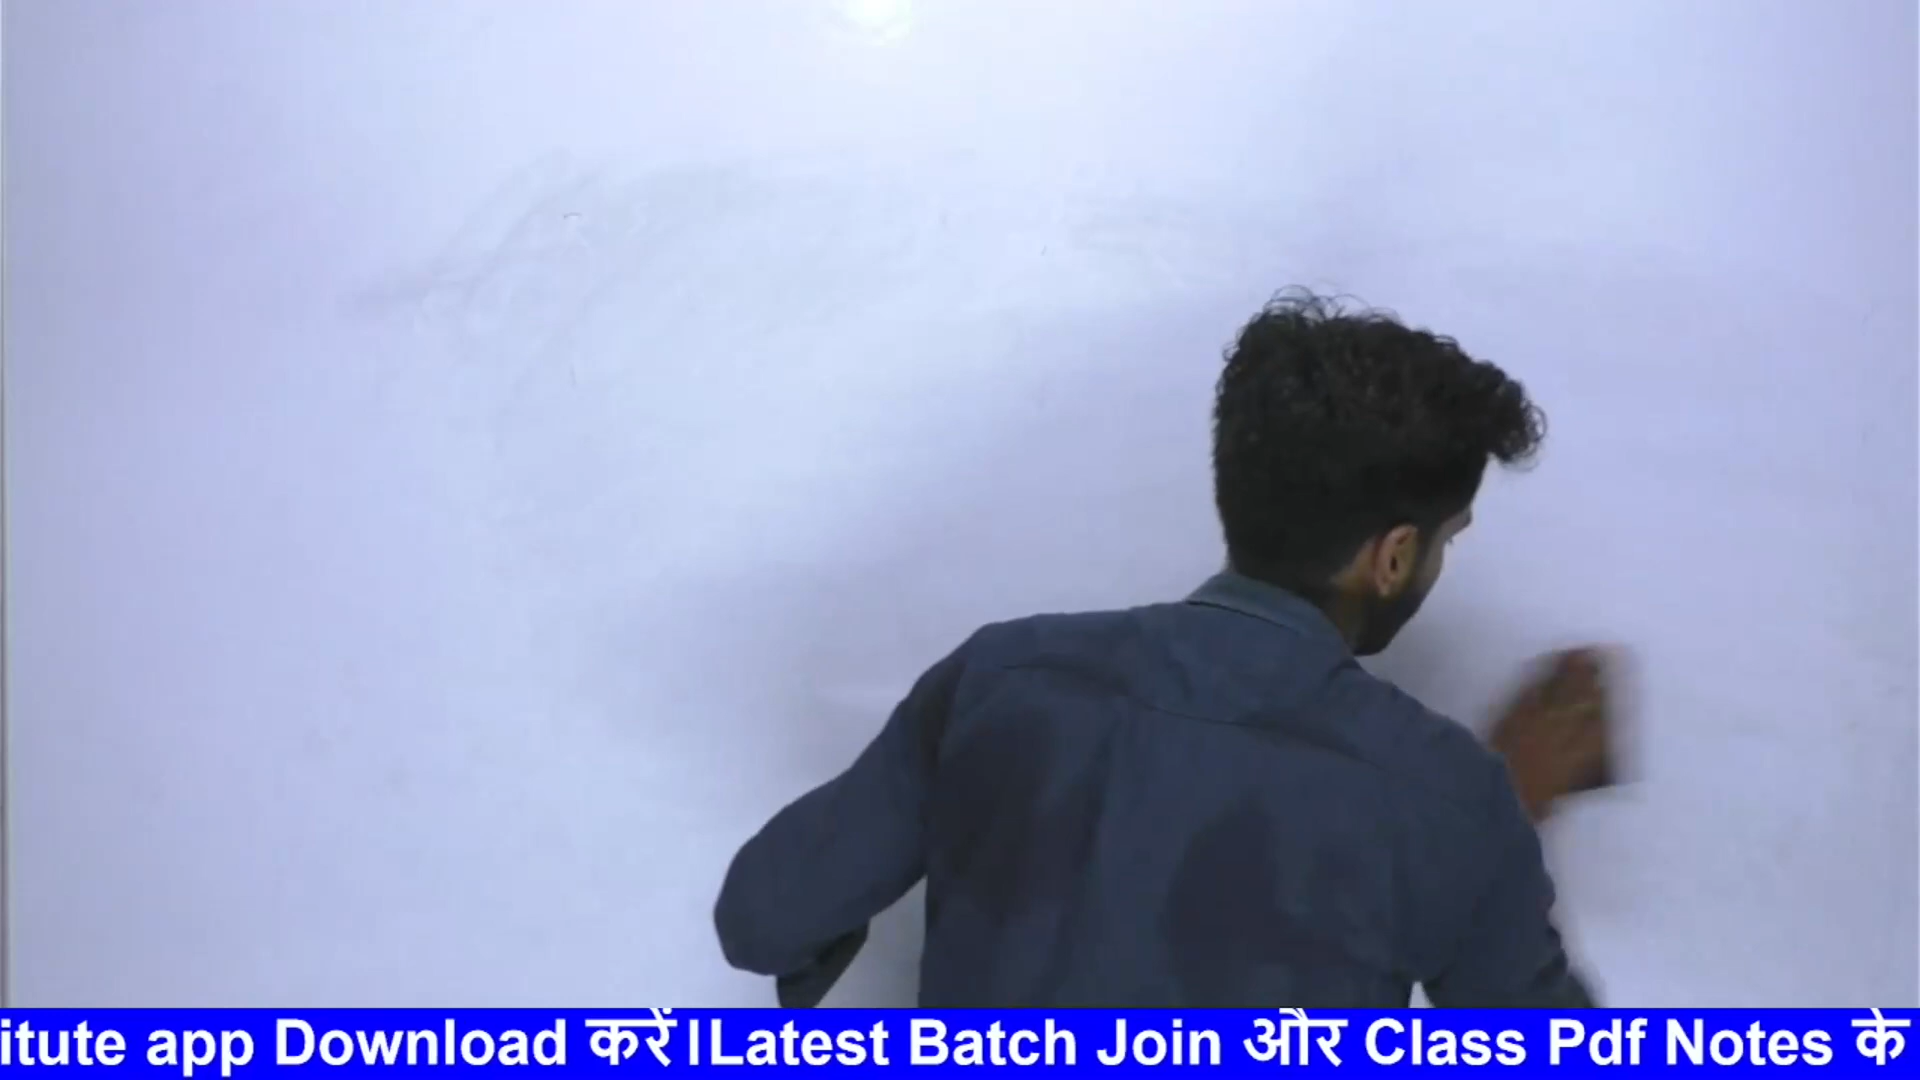 itute app Download करें।Latest Batch Join और Class Pdf Notes के